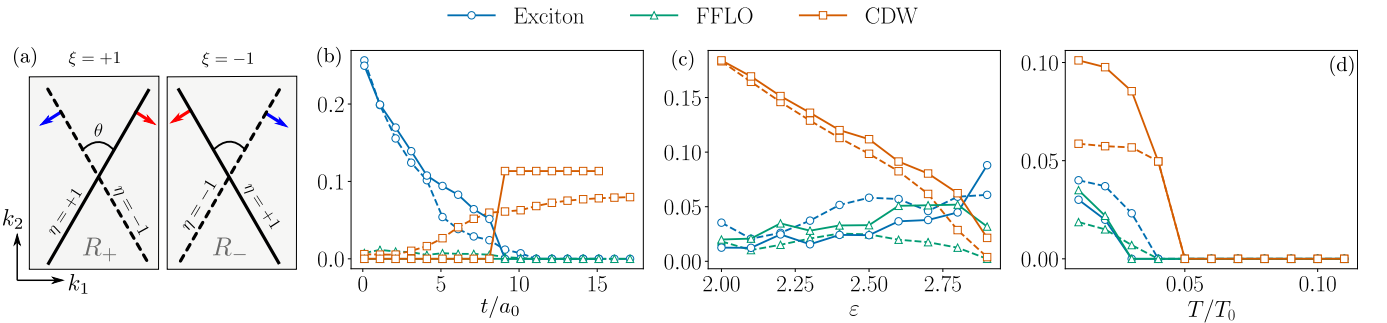 Exciton FFLO CDW
(a) ξ = +1 ξ = −1
θ
η = +1 η = −1
η = −1 η = +1
R₊ R₋
k₂
k₁
(b)
0.2
0.1
0.0
0 5 10 15
t/a₀
(c)
0.15
0.10
0.05
0.00
2.00 2.25 2.50 2.75
ε
(d)
0.10
0.05
0.00
0.05 0.10
T/T₀